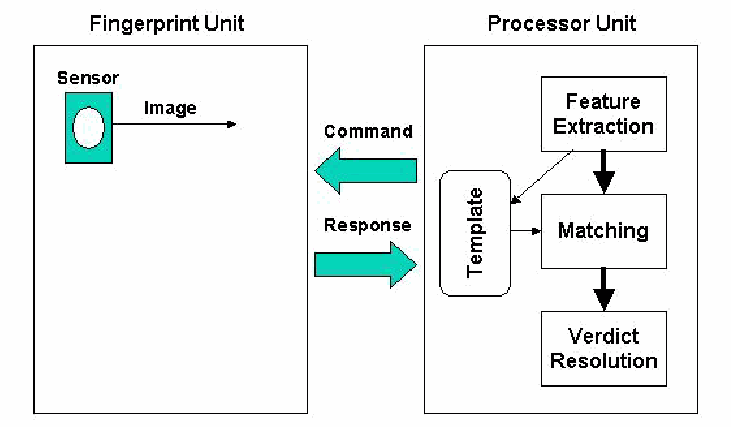 Fingerprint Unit
Processor Unit
Sensor
Image
Command
Response
Feature
Extraction
Template
Matching
Verdict
Resolution